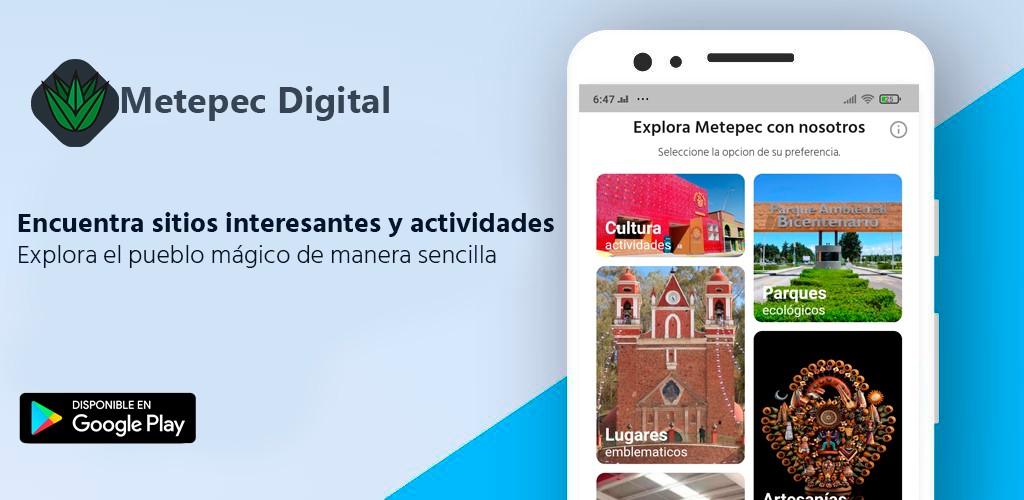 Metepec Digital
Encuentra sitios interesantes y actividades
Explora el pueblo mágico de manera sencilla
DISPONIBLE EN
Google Play
6:47
25
Explora Metepec con nosotros
Seleccione la opcion de su preferencia.
Cultura
actividades
Parque Ambiental
Bicentenario
Parques
ecológicos
Lugares
emblematicos
Artesanías